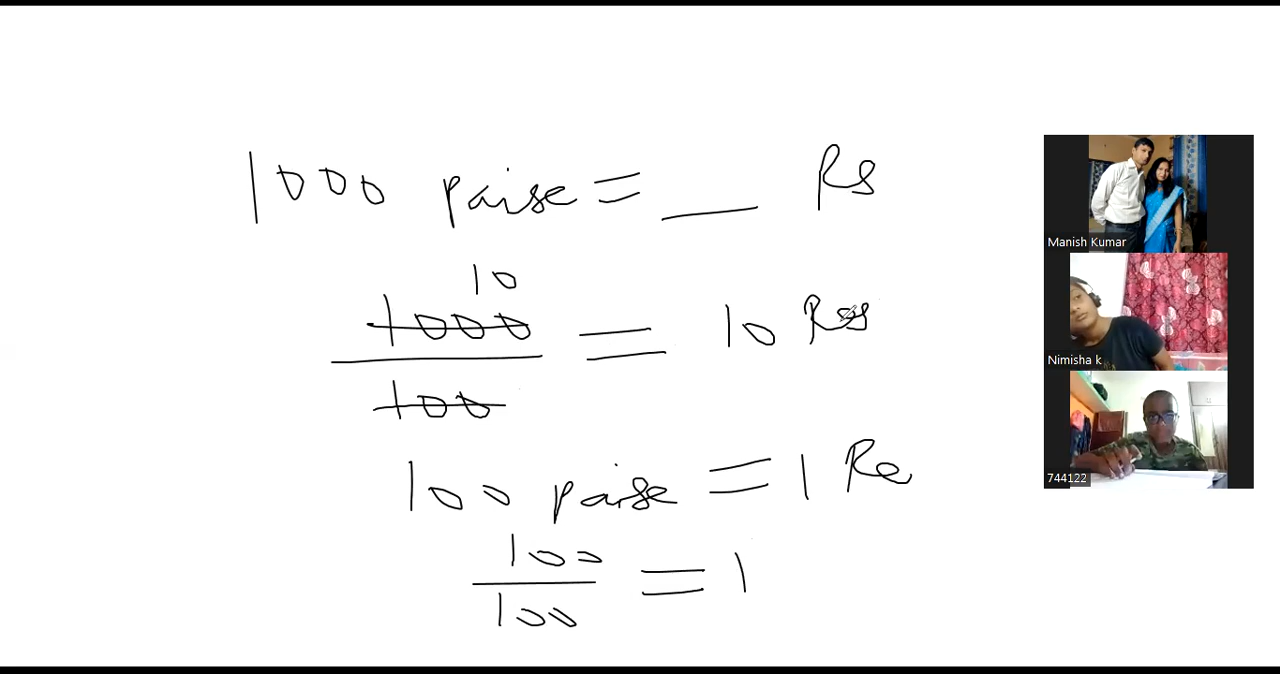 1000 paise = __ Rs
10
1000
100
= 10 Rs
100 paise = 1 Re
100
100
= 1
Manish Kumar
Nimisha k
744122